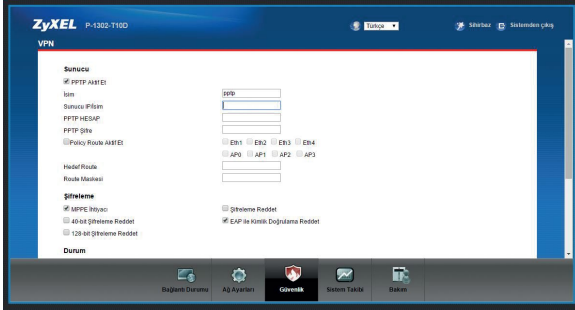 ZyXEL P-1302-T10D Türkçe Sihirbaz Sistemden çıkış
VPN
Sunucu
PPTP Aktif Et
İsim pptp
Sunucu IP/İsim
PPTP HESAP
PPTP Şifre
Policy Route Aktif Et Eth1 Eth2 Eth3 Eth4
AP0 AP1 AP2 AP3
Hedef Route
Route Maskesi
Şifreleme
MPPE İhtiyacı Şifreleme Reddet
40-bit Şifreleme Reddet EAP ile Kimlik Doğrulama Reddet
128-bit Şifreleme Reddet
Durum
Bağlantı Durumu Ağ Ayarları Güvenlik Sistem Takibi Bakım